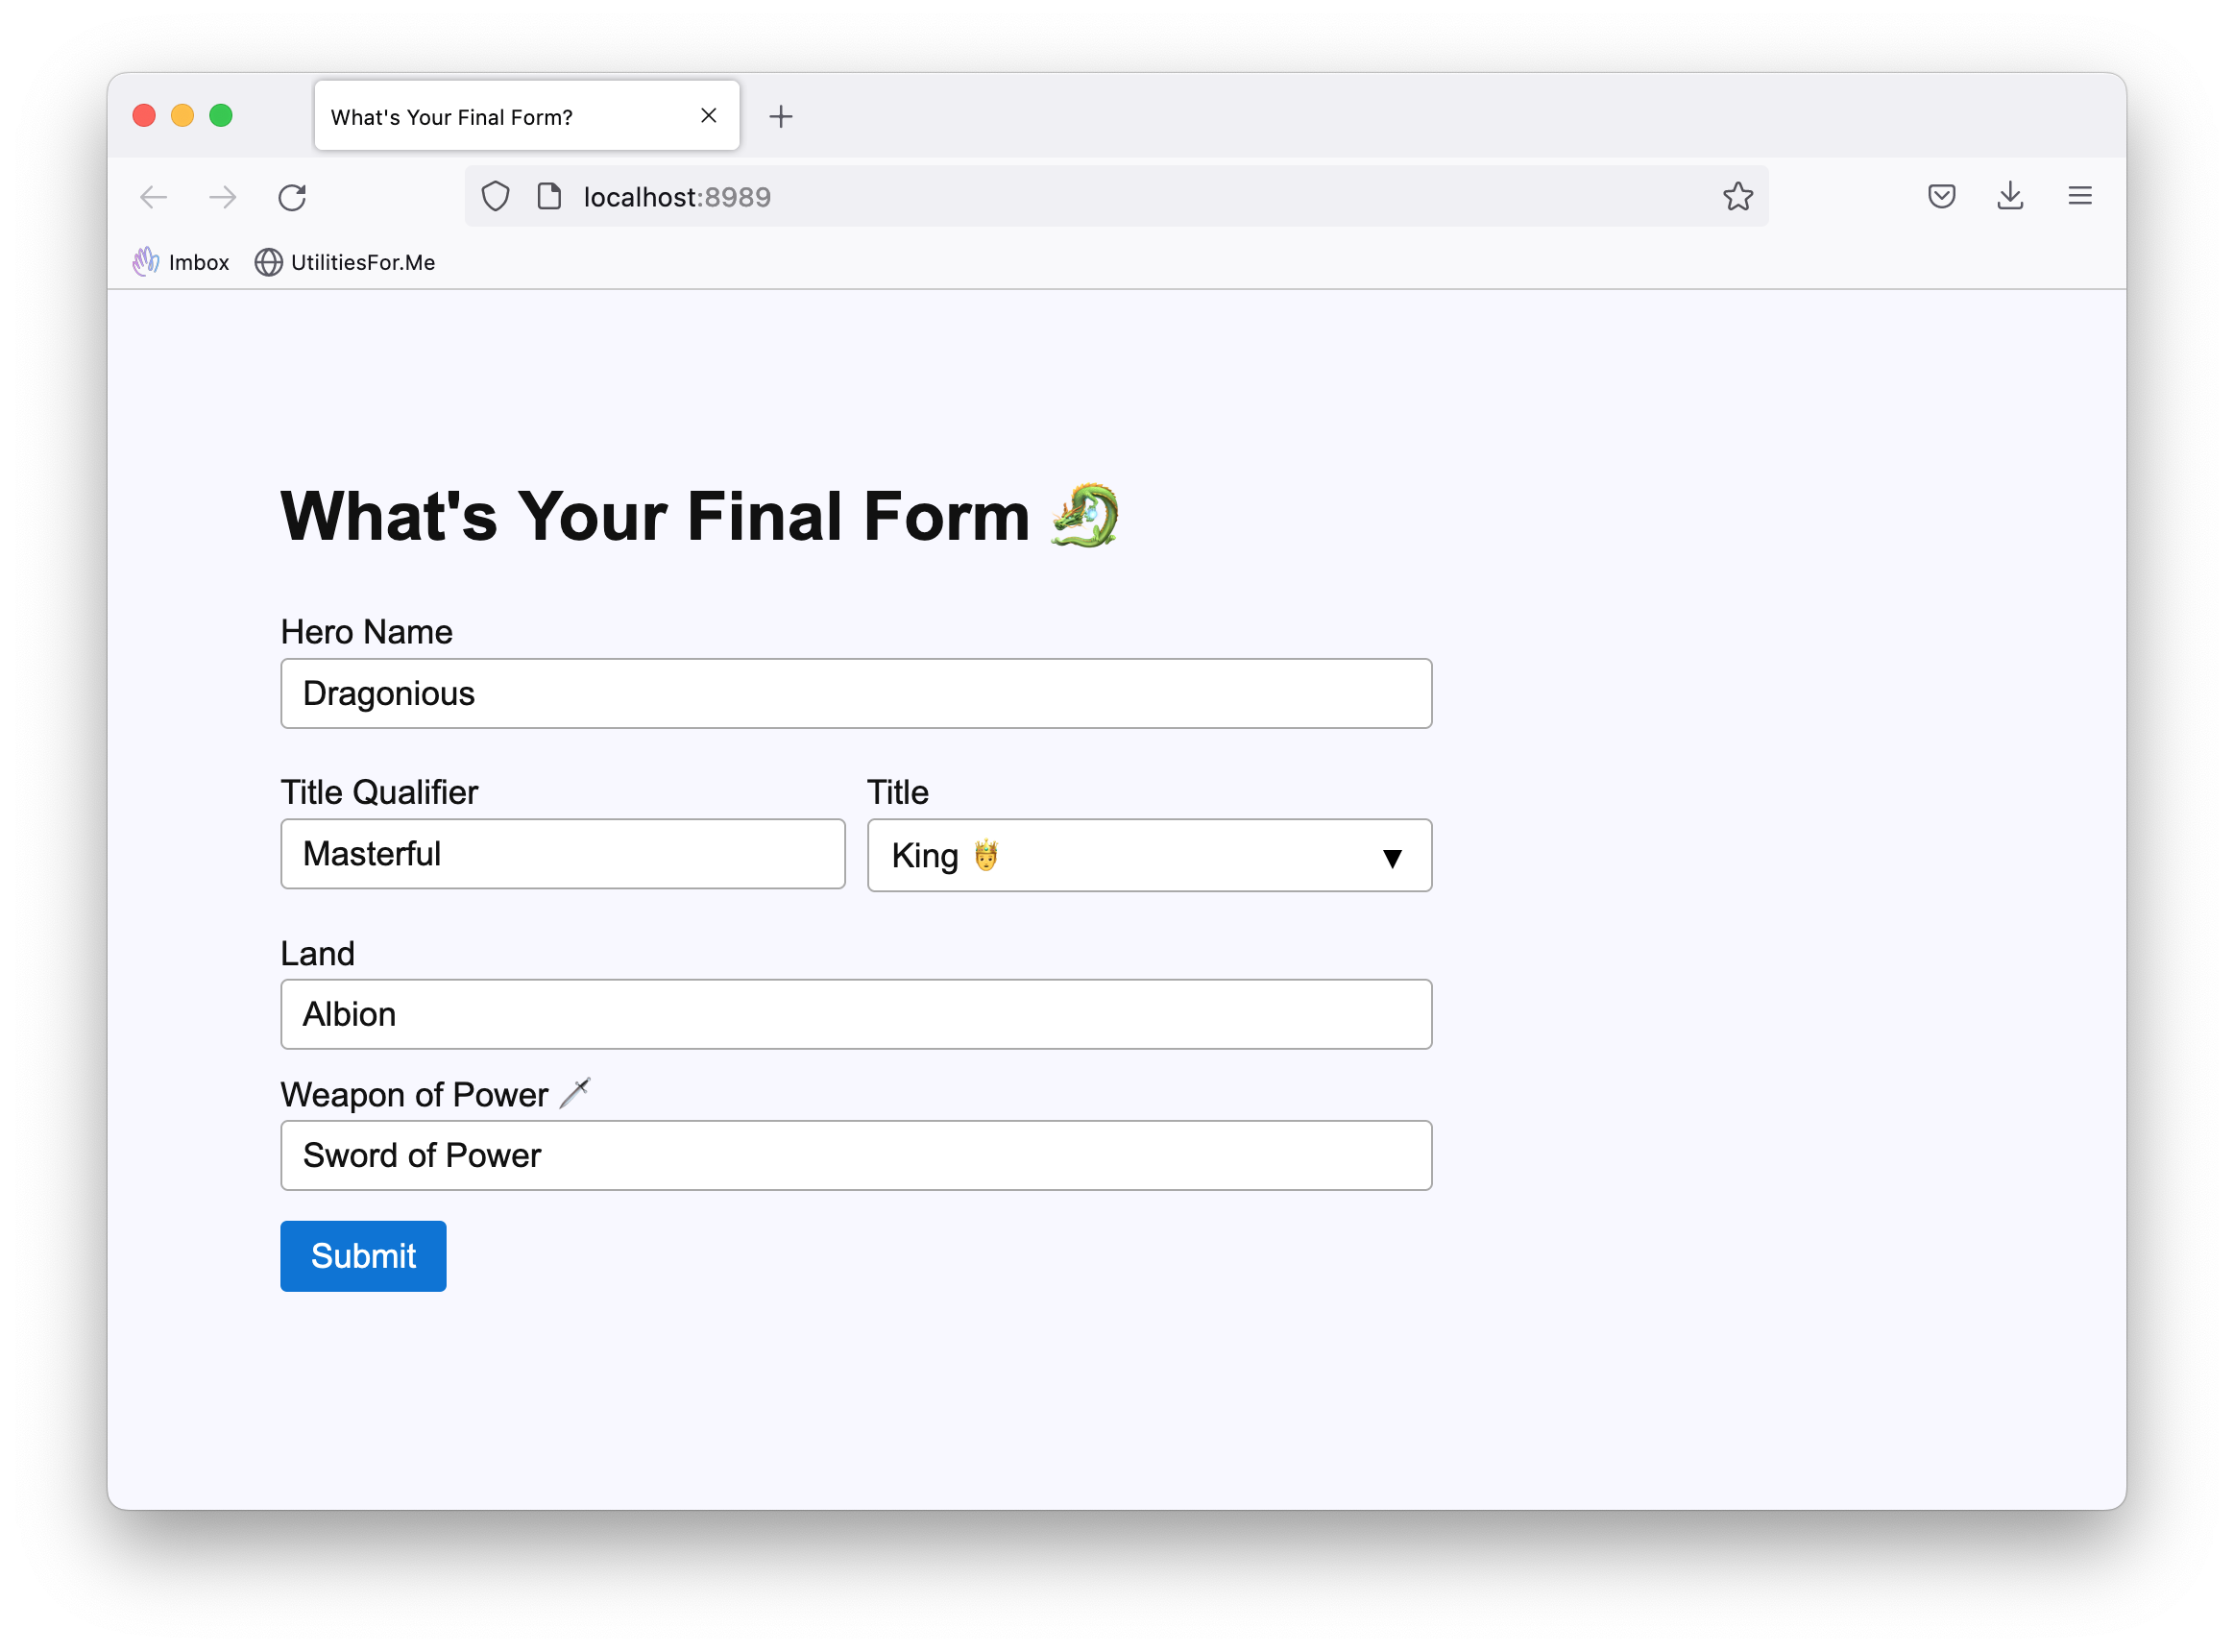 What's Your Final Form?
localhost:8989
Imbox UtilitiesFor.Me
What's Your Final Form 🐉
Hero Name
Dragonious
Title Qualifier Title
Masterful King 🤴 ▼
Land
Albion
Weapon of Power 🗡
Sword of Power
Submit